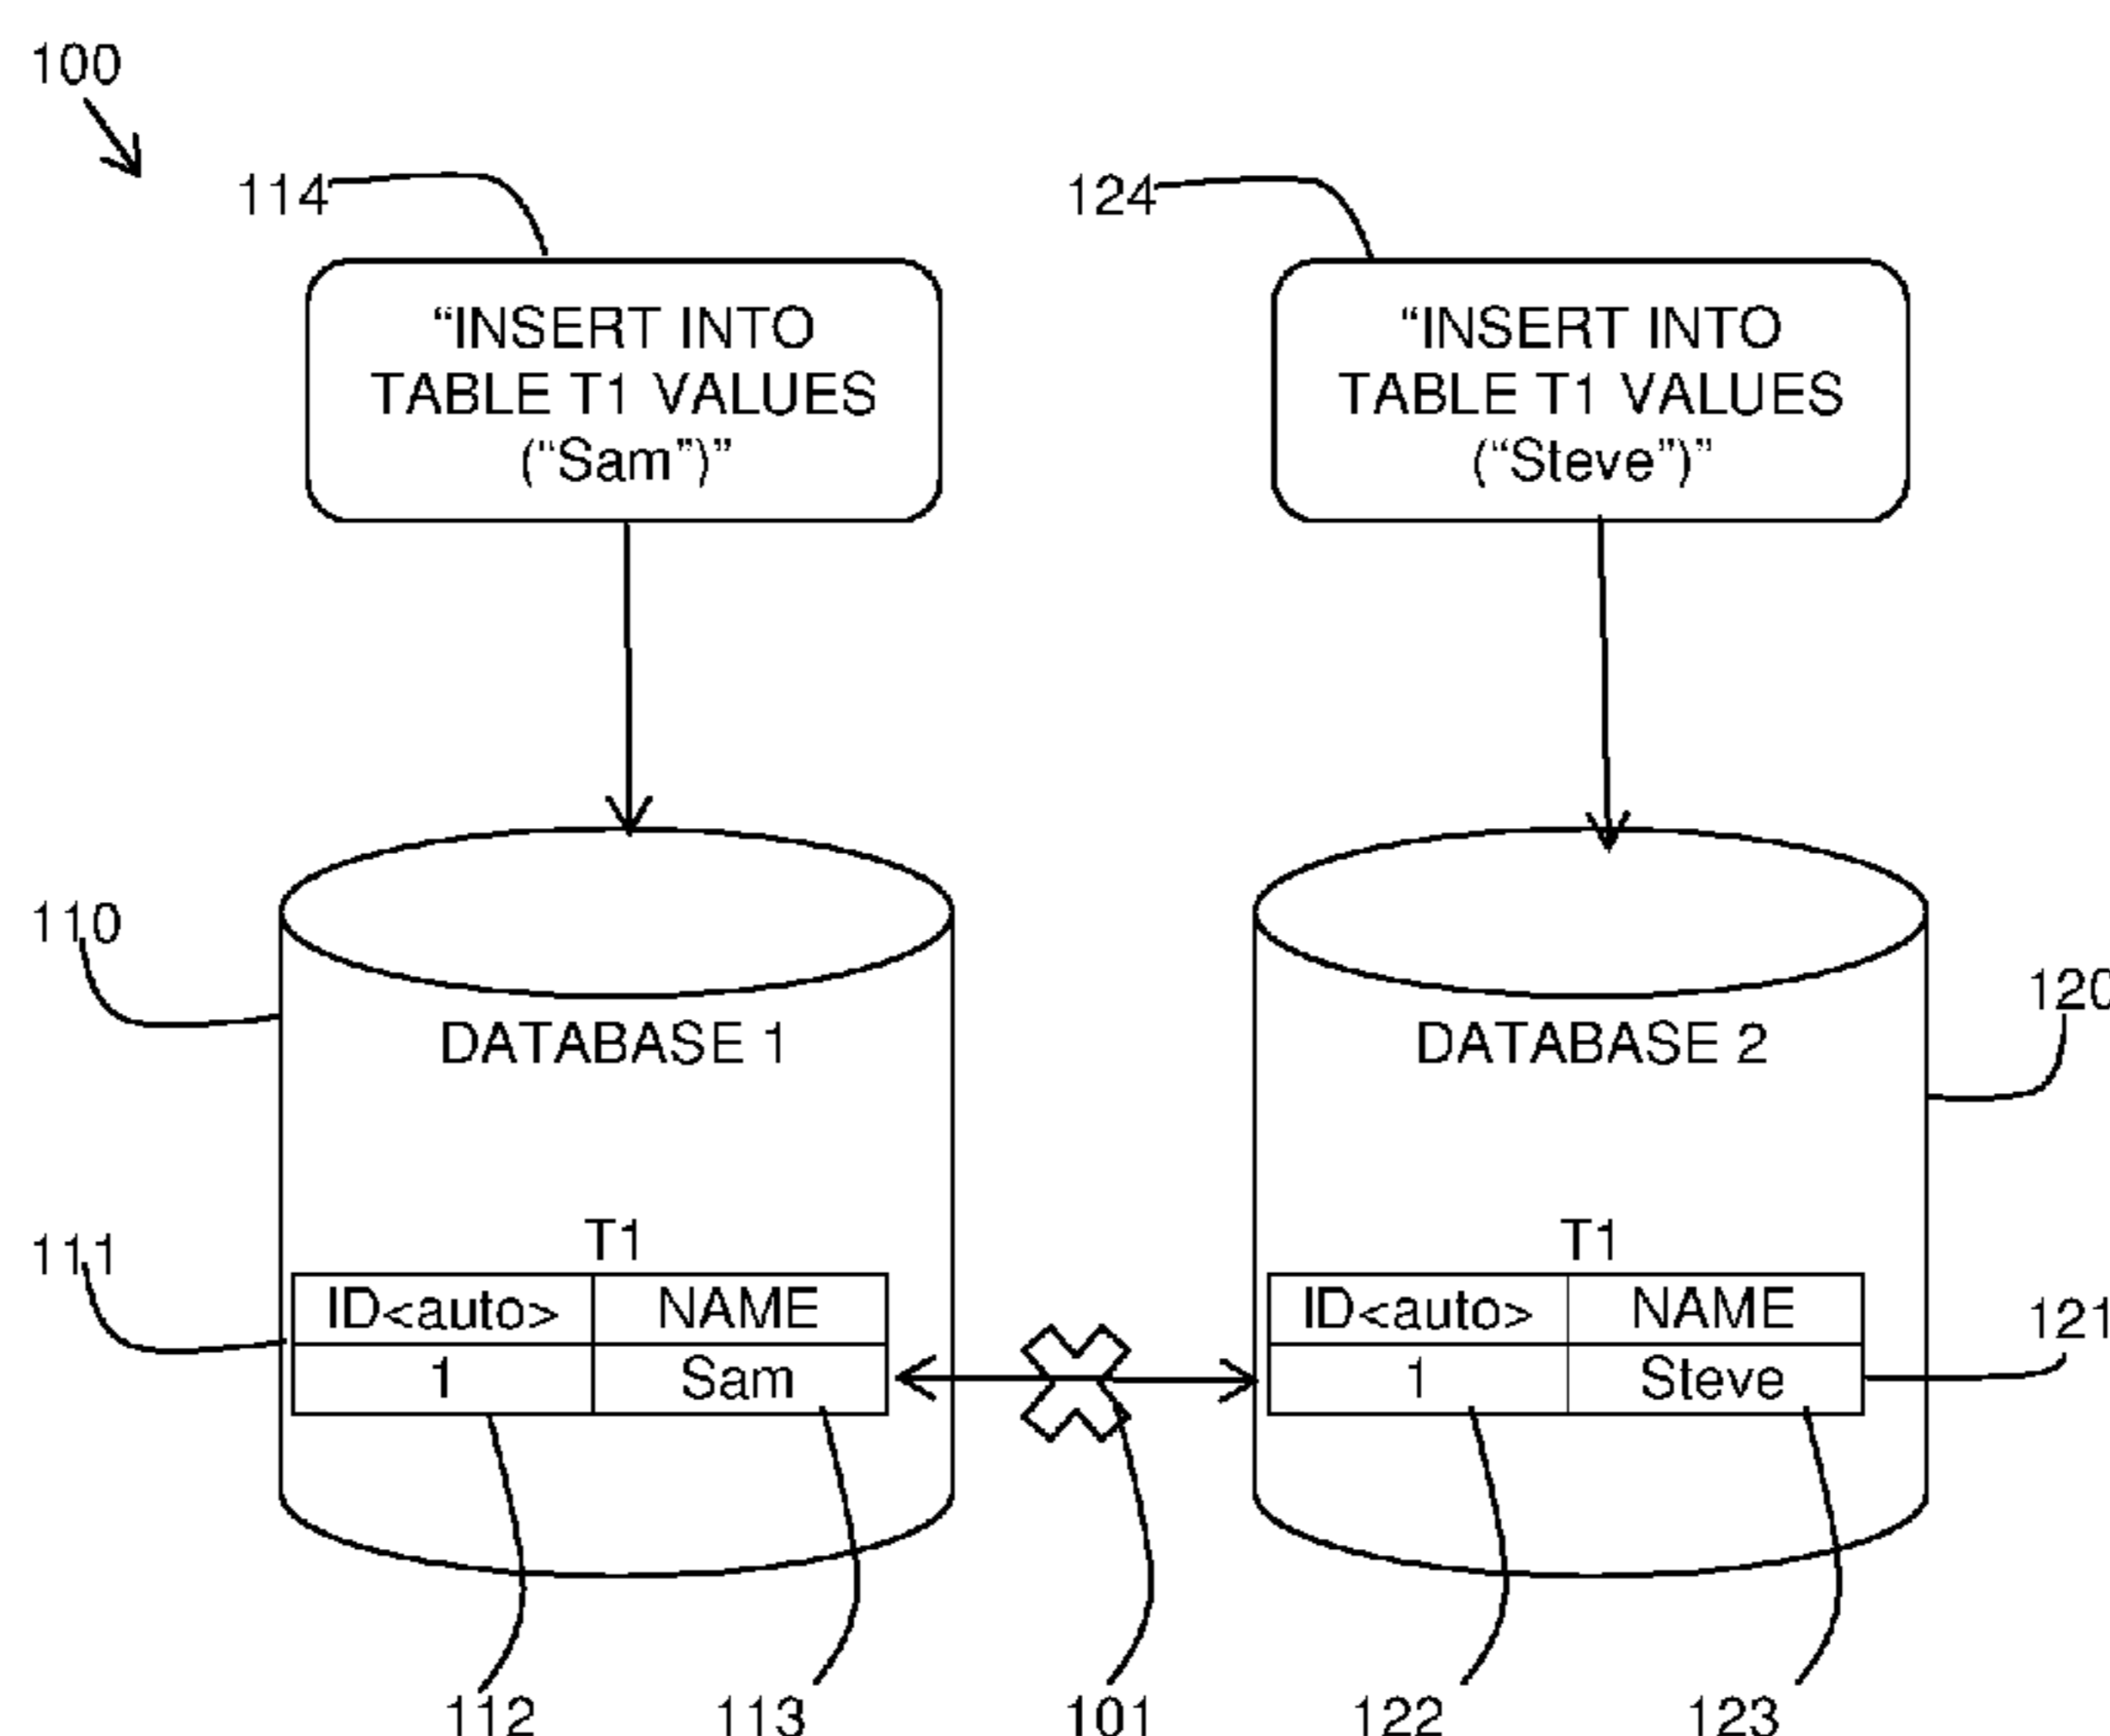 100
114
124
“INSERT INTO
TABLE T1 VALUES
(“Sam”)”
“INSERT INTO
TABLE T1 VALUES
(“Steve”)”
110
120
DATABASE 1
DATABASE 2
111
T1
ID<auto> NAME
1 Sam
T1
ID<auto> NAME
1 Steve
121
112
113
101
122
123